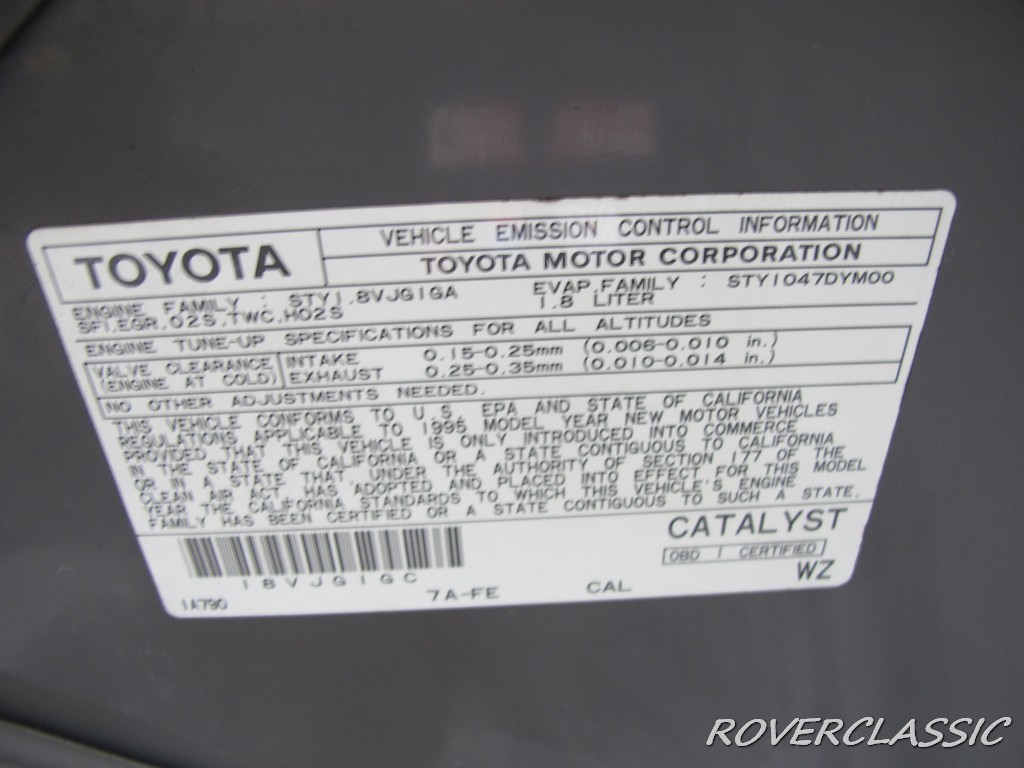 TOYOTA
VEHICLE EMISSION CONTROL INFORMATION
TOYOTA MOTOR CORPORATION
ENGINE FAMILY : STY1.8VJG1GA EVAP.FAMILY : STY1047DYM00
SFI,EGR,O2S,TWC,HO2S 1.8 LITER
ENGINE TUNE-UP SPECIFICATIONS FOR ALL ALTITUDES
VALVE CLEARANCE INTAKE 0.15-0.25mm (0.006-0.010 in.)
(ENGINE AT COLD) EXHAUST 0.25-0.35mm (0.010-0.014 in.)
NO OTHER ADJUSTMENTS NEEDED.
THIS VEHICLE CONFORMS TO U.S. EPA AND STATE OF CALIFORNIA
REGULATIONS APPLICABLE TO 1995 MODEL YEAR NEW MOTOR VEHICLES
PROVIDED THAT THIS VEHICLE IS ONLY INTRODUCED INTO COMMERCE
IN THE STATE OF CALIFORNIA OR A STATE CONTIGUOUS TO CALIFORNIA
OR IN A STATE THAT UNDER THE AUTHORITY OF SECTION 177 OF THE
CLEAN AIR ACT HAS ADOPTED AND PLACED INTO EFFECT FOR THIS MODEL
YEAR THE CALIFORNIA STANDARDS TO WHICH THIS VEHICLE'S ENGINE
FAMILY HAS BEEN CERTIFIED OR A STATE CONTIGUOUS TO SUCH A STATE.
CATALYST
OBD I CERTIFIED
18VJG1GC
WZ
1A790 7A-FE CAL
ROVERCLASSIC